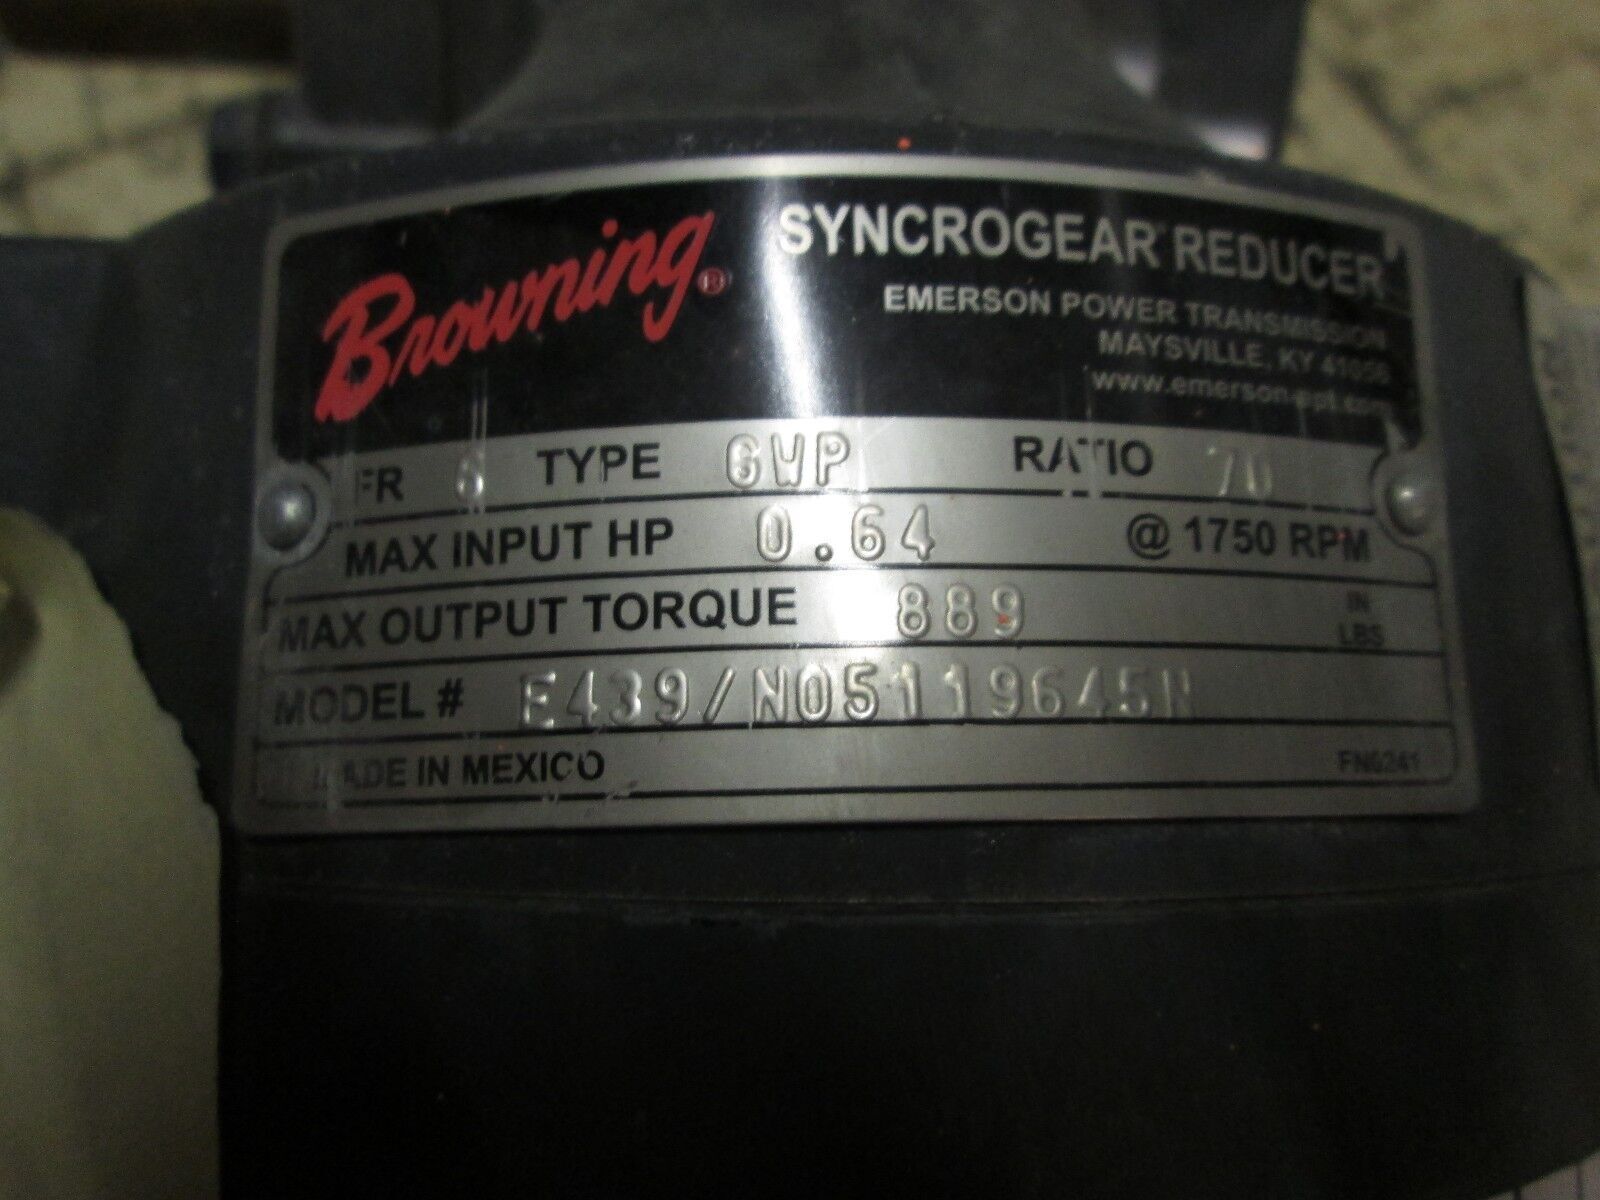 Browning®
SYNCROGEAR REDUCER
EMERSON POWER TRANSMISSION
MAYSVILLE, KY 41056
www.emerson-ept.com
FR 6 TYPE GWP RATIO 70
MAX INPUT HP 0.64 @ 1750 RPM
MAX OUTPUT TORQUE 889 IN LBS
MODEL # E439/N05119645N
MADE IN MEXICO FN6241